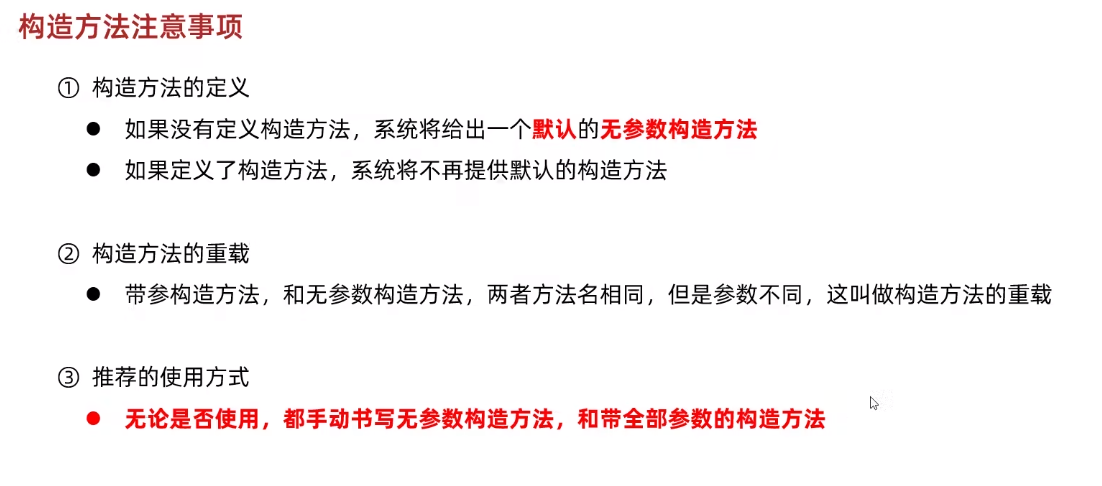 构造方法注意事项
① 构造方法的定义
● 如果没有定义构造方法，系统将给出一个默认的无参数构造方法
● 如果定义了构造方法，系统将不再提供默认的构造方法
② 构造方法的重载
● 带参构造方法，和无参数构造方法，两者方法名相同，但是参数不同，这叫做构造方法的重载
③ 推荐的使用方式
● 无论是否使用，都手动书写无参数构造方法，和带全部参数的构造方法